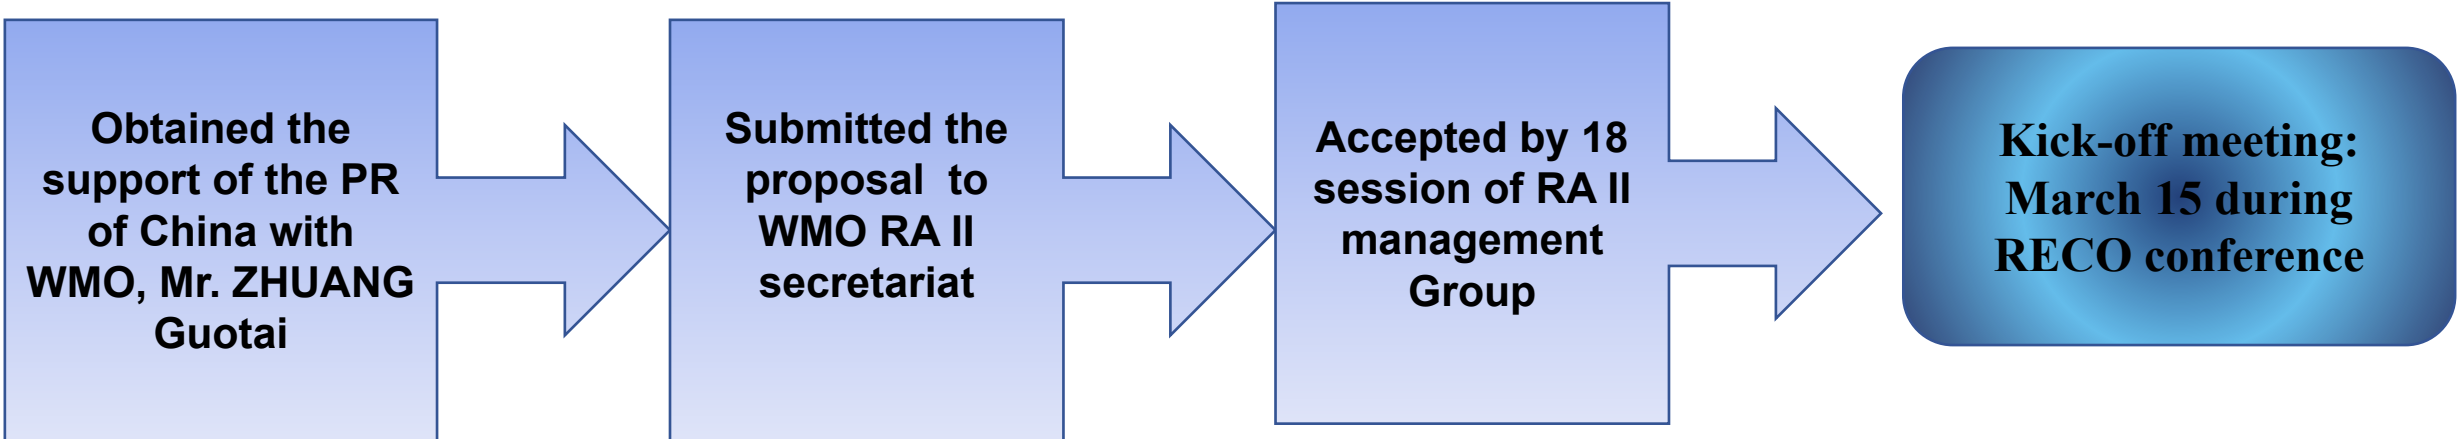 Obtained the
support of the PR
of China with
WMO, Mr. ZHUANG
Guotai
Submitted the
proposal  to
WMO RA II
secretariat
Accepted by 18
session of RA II
management
Group
Kick-off meeting:
March 15 during
RECO conference